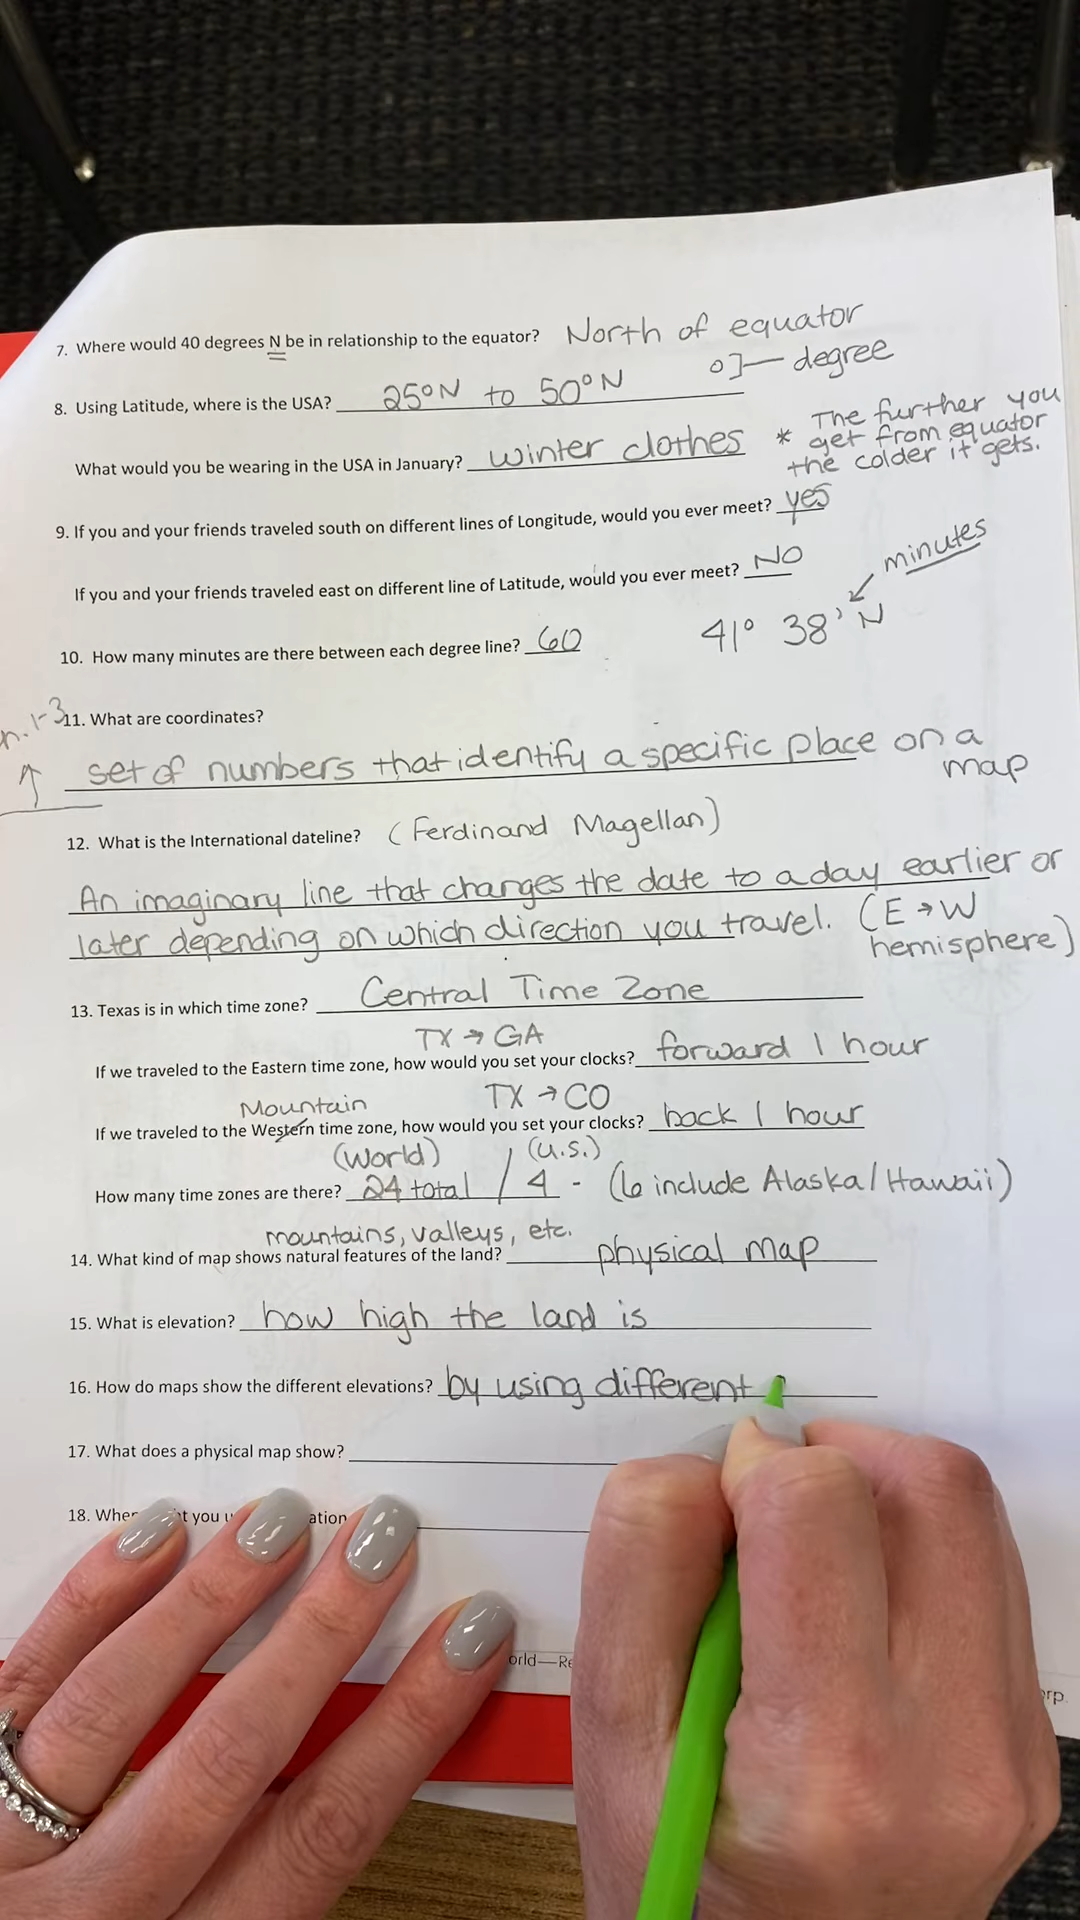 7. Where would 40 degrees N be in relationship to the equator? North of equator
o]— degree
8. Using Latitude, where is the USA? 25°N to 50°N
What would you be wearing in the USA in January? winter clothes
* The further you
get from equator
the colder it gets.
9. If you and your friends traveled south on different lines of Longitude, would you ever meet? yes
If you and your friends traveled east on different line of Latitude, would you ever meet? NO
minutes
10. How many minutes are there between each degree line? 60
41° 38' N
1-3
11. What are coordinates?
set of numbers that identify a specific place on a
map
12. What is the International dateline? (Ferdinand Magellan)
An imaginary line that changes the date to a day earlier or
later depending on which direction you travel. (E → W
hemisphere)
13. Texas is in which time zone? Central Time Zone
TX → GA
If we traveled to the Eastern time zone, how would you set your clocks? forward 1 hour
Mountain TX → CO
If we traveled to the Western time zone, how would you set your clocks? back 1 hour
(World) (U.S.)
How many time zones are there? 24 total / 4 - (6 include Alaska/Hawaii)
mountains, valleys, etc.
14. What kind of map shows natural features of the land? physical map
15. What is elevation? how high the land is
16. How do maps show the different elevations? by using different
17. What does a physical map show?
18. you